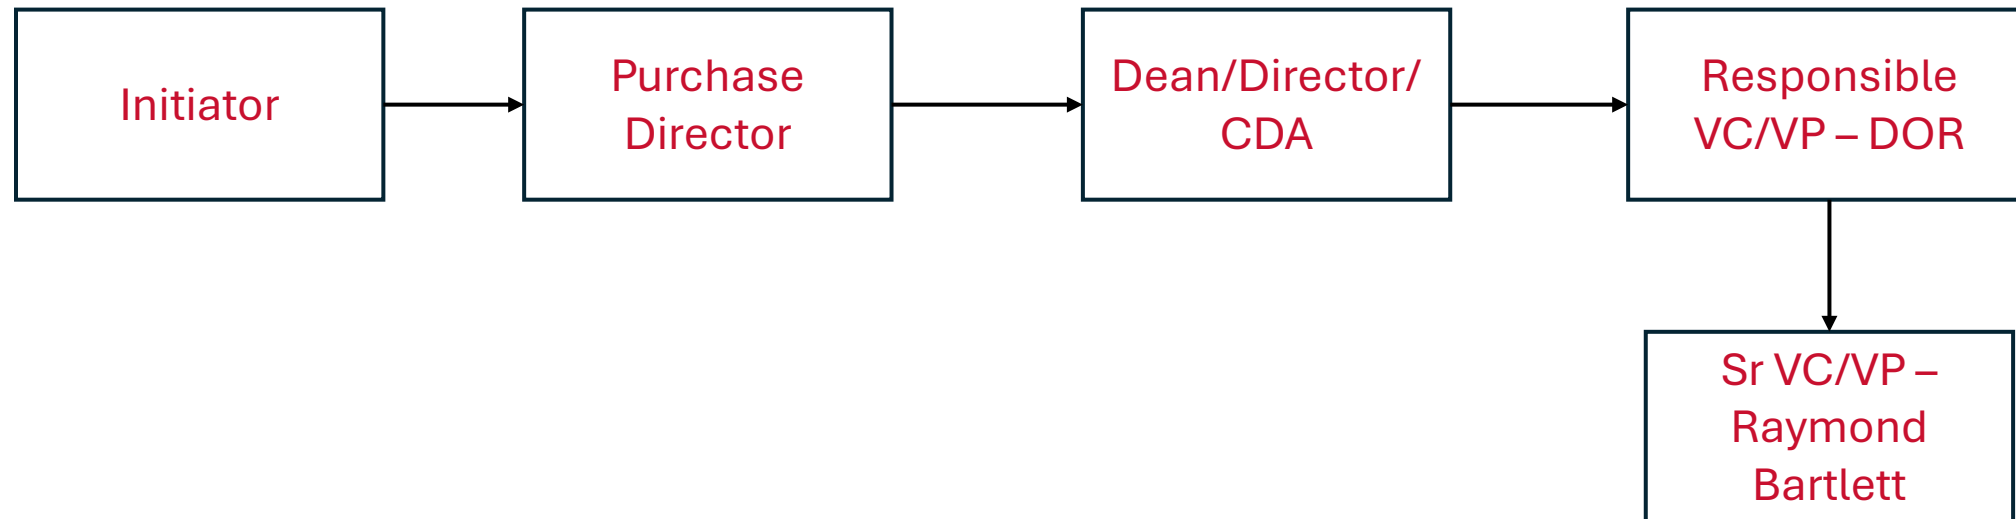 Initiator
Purchase
Director
Dean/Director/
CDA
Responsible
VC/VP – DOR
Sr VC/VP –
Raymond
Bartlett